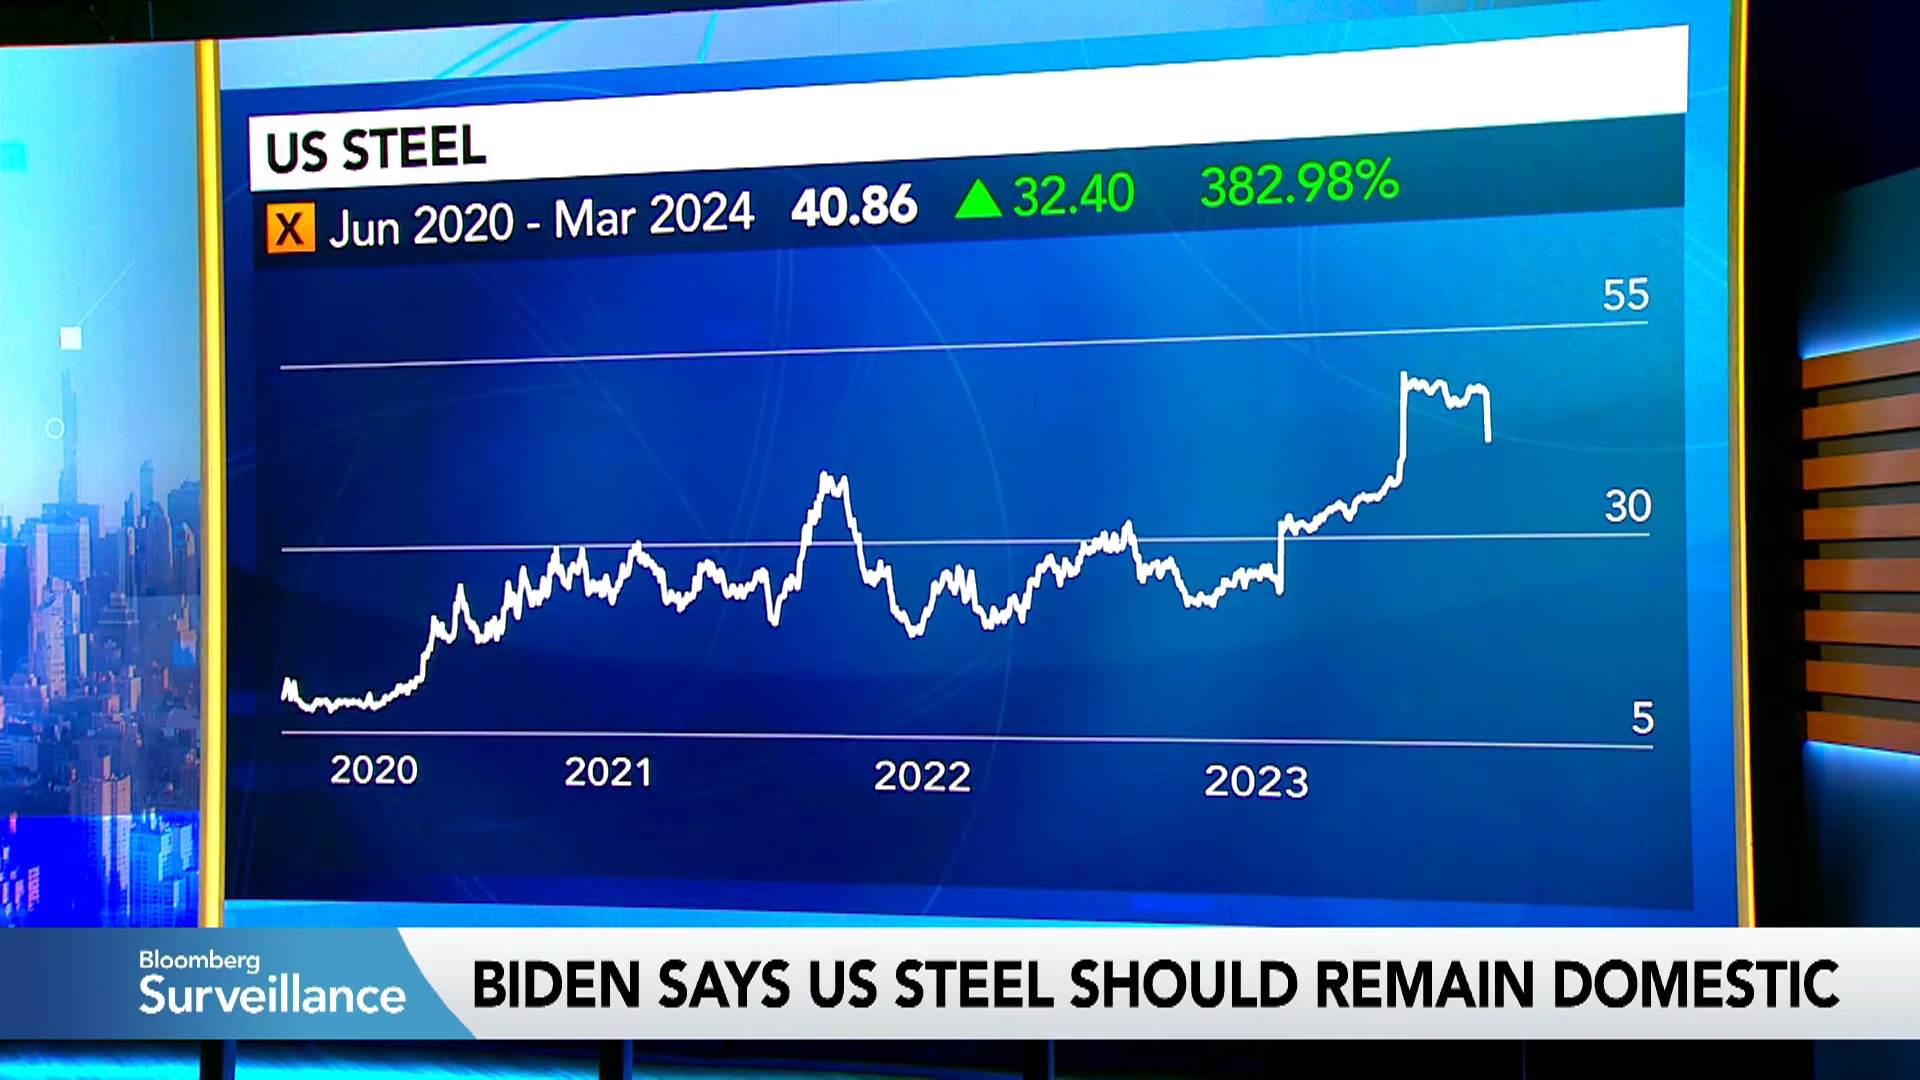 US STEEL
X Jun 2020 - Mar 2024 40.86 ▲ 32.40 382.98%
55
30
5
2020 2021 2022 2023
Bloomberg
Surveillance
BIDEN SAYS US STEEL SHOULD REMAIN DOMESTIC